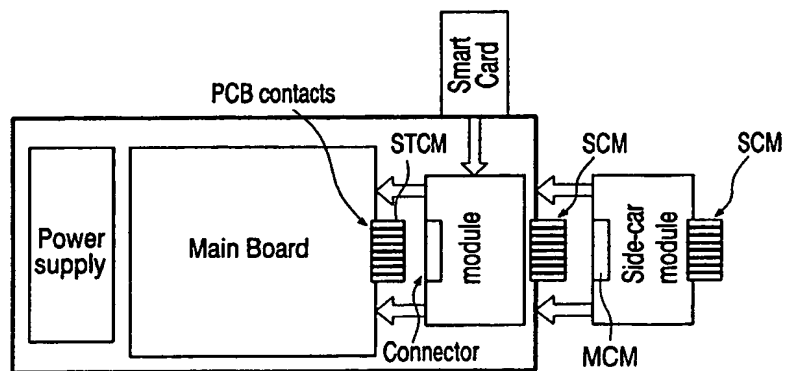 Smart
Card
PCB contacts
STCM
SCM
SCM
Power
supply
Main Board
module
Side-car
module
Connector
MCM